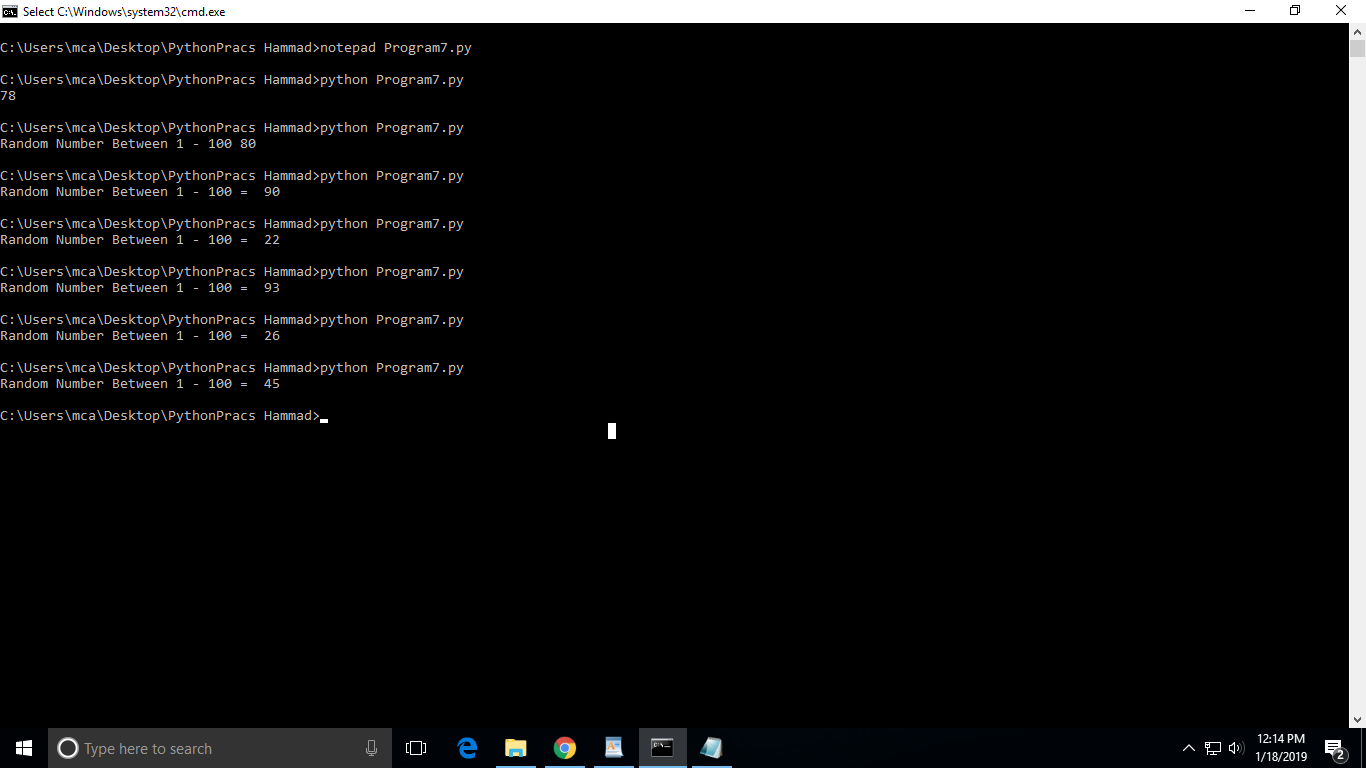 Select C:\Windows\system32\cmd.exe
C:\Users\mca\Desktop\PythonPracs Hammad>notepad Program7.py
C:\Users\mca\Desktop\PythonPracs Hammad>python Program7.py
78
C:\Users\mca\Desktop\PythonPracs Hammad>python Program7.py
Random Number Between 1 - 100 80
C:\Users\mca\Desktop\PythonPracs Hammad>python Program7.py
Random Number Between 1 - 100 =  90
C:\Users\mca\Desktop\PythonPracs Hammad>python Program7.py
Random Number Between 1 - 100 =  22
C:\Users\mca\Desktop\PythonPracs Hammad>python Program7.py
Random Number Between 1 - 100 =  93
C:\Users\mca\Desktop\PythonPracs Hammad>python Program7.py
Random Number Between 1 - 100 =  26
C:\Users\mca\Desktop\PythonPracs Hammad>python Program7.py
Random Number Between 1 - 100 =  45
C:\Users\mca\Desktop\PythonPracs Hammad>
Type here to search
12:14 PM
1/18/2019
2